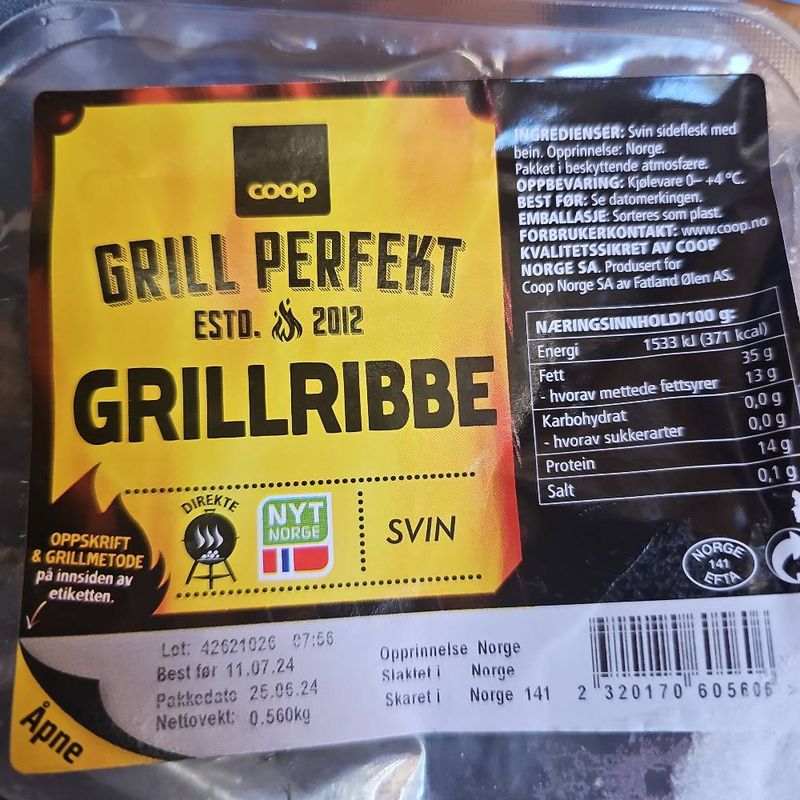 coop
GRILL PERFEKT
ESTD. 2012
GRILLRIBBE
DIREKTE
NYT
NORGE
SVIN
OPPSKRIFT
& GRILLMETODE
på innsiden av
etiketten.
Åpne
INGREDIENSER: Svin sideflesk med
bein. Opprinnelse: Norge.
Pakket i beskyttende atmosfære.
OPPBEVARING: Kjølevare 0– +4 °C.
BEST FØR: Se datomerkingen.
EMBALLASJE: Sorteres som plast.
FORBRUKERKONTAKT: www.coop.no
KVALITETSSIKRET AV COOP
NORGE SA. Produsert for
Coop Norge SA av Fatland Ølen AS.
NÆRINGSINNHOLD/100 g:
Energi 1533 kJ (371 kcal)
Fett 35 g
- hvorav mettede fettsyrer 13 g
Karbohydrat 0,0 g
- hvorav sukkerarter 0,0 g
Protein 14 g
Salt 0,1 g
NORGE
141
EFTA
Lot: 42621026 07:56
Best før 11.07.24
Pakkedato 25.06.24
Nettovekt: 0.560kg
Opprinnelse Norge
Slaktet i Norge
Skaret i Norge 141
2 320170 605606 >